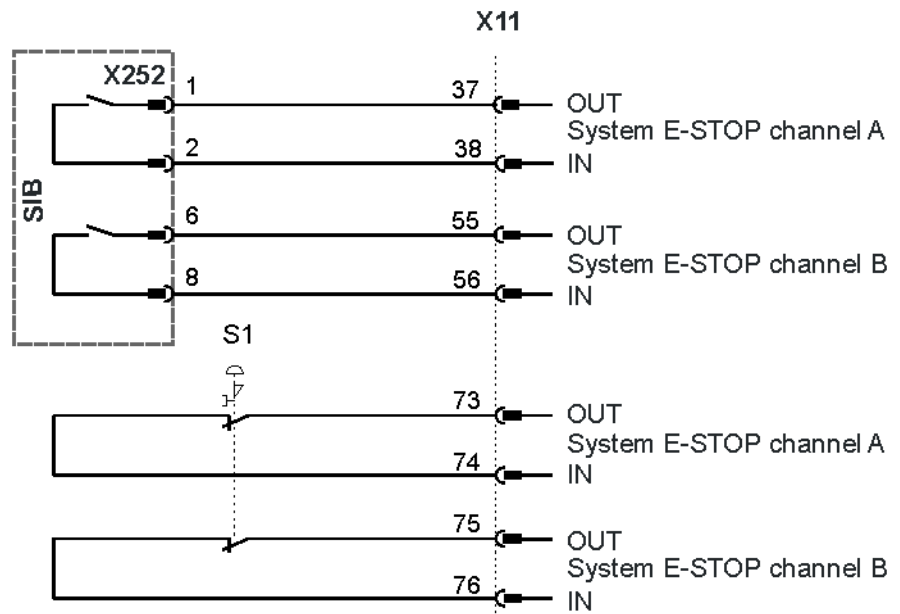 X11
X252
SIB
1 37 OUT
System E-STOP channel A
2 38 IN
6 55 OUT
System E-STOP channel B
8 56 IN
S1
73 OUT
System E-STOP channel A
74 IN
75 OUT
System E-STOP channel B
76 IN